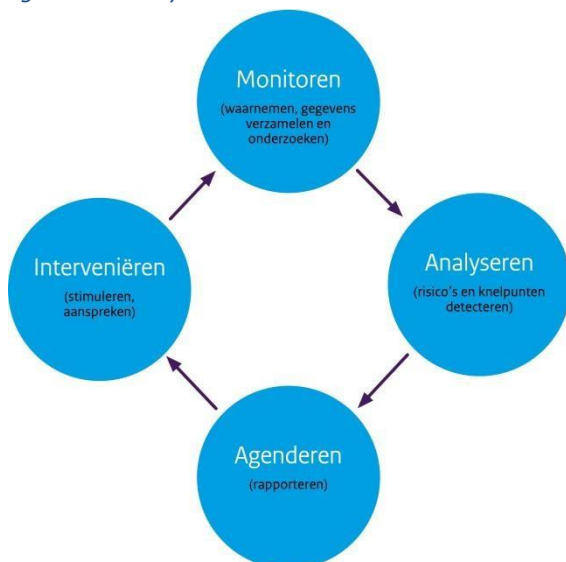 Monitoren
(waarnemen, gegevens
verzamelen en
onderzoeken)
Interveniëren
(stimuleren,
aanspreken)
Analyseren
(risico's en knelpunten
detecteren)
Agenderen
(rapporteren)